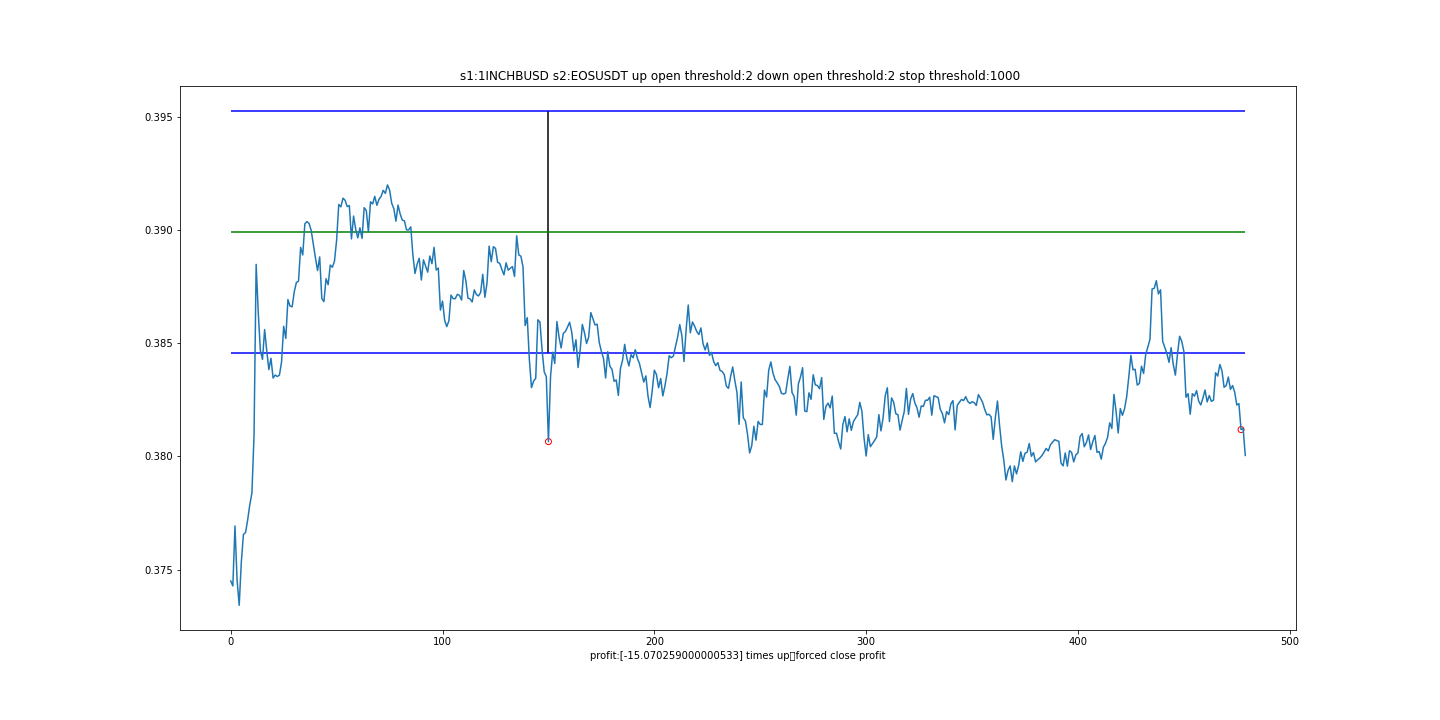 s1:1INCHBUSD s2:EOSUSDT up open threshold:2 down open threshold:2 stop threshold:1000
0.395
0.390
0.385
0.380
0.375
0 100 200 300 400 500
profit:[-15.070259000000533] times up▯forced close profit